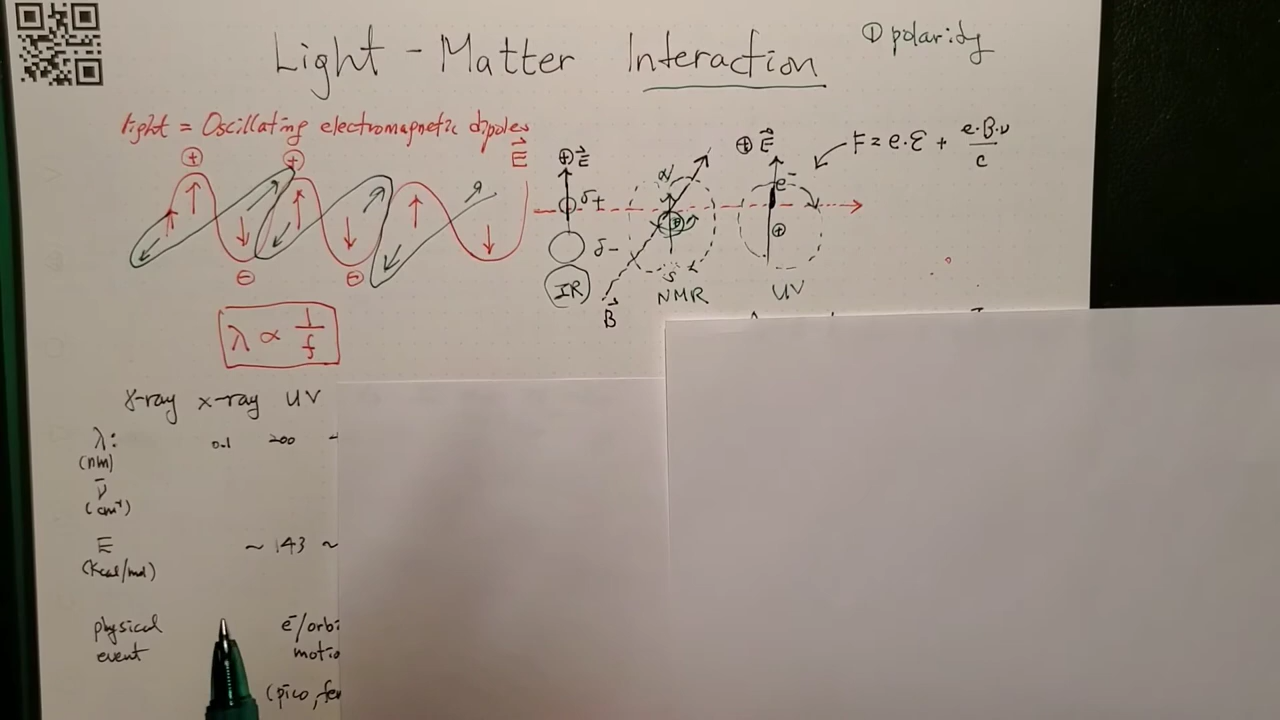 Light - Matter Interaction
① polarity
light = Oscillating electromagnetic dipoles
⊕ ⊕ E⃗
⊖ ⊖
⊕ E⃗
δ+
δ-
IR
α
S
NMR
B⃗
⊕ E⃗
e⁻
⊕
UV
F = e·ε + e·B·v / c
λ ∝ 1/f
γ-ray x-ray UV
λ: 0.1 200
(nm)
ν̄
(cm⁻¹)
E ~ 143 ~
(kcal/mol)
physical e⁻/orbi
event motio
(pico, fem